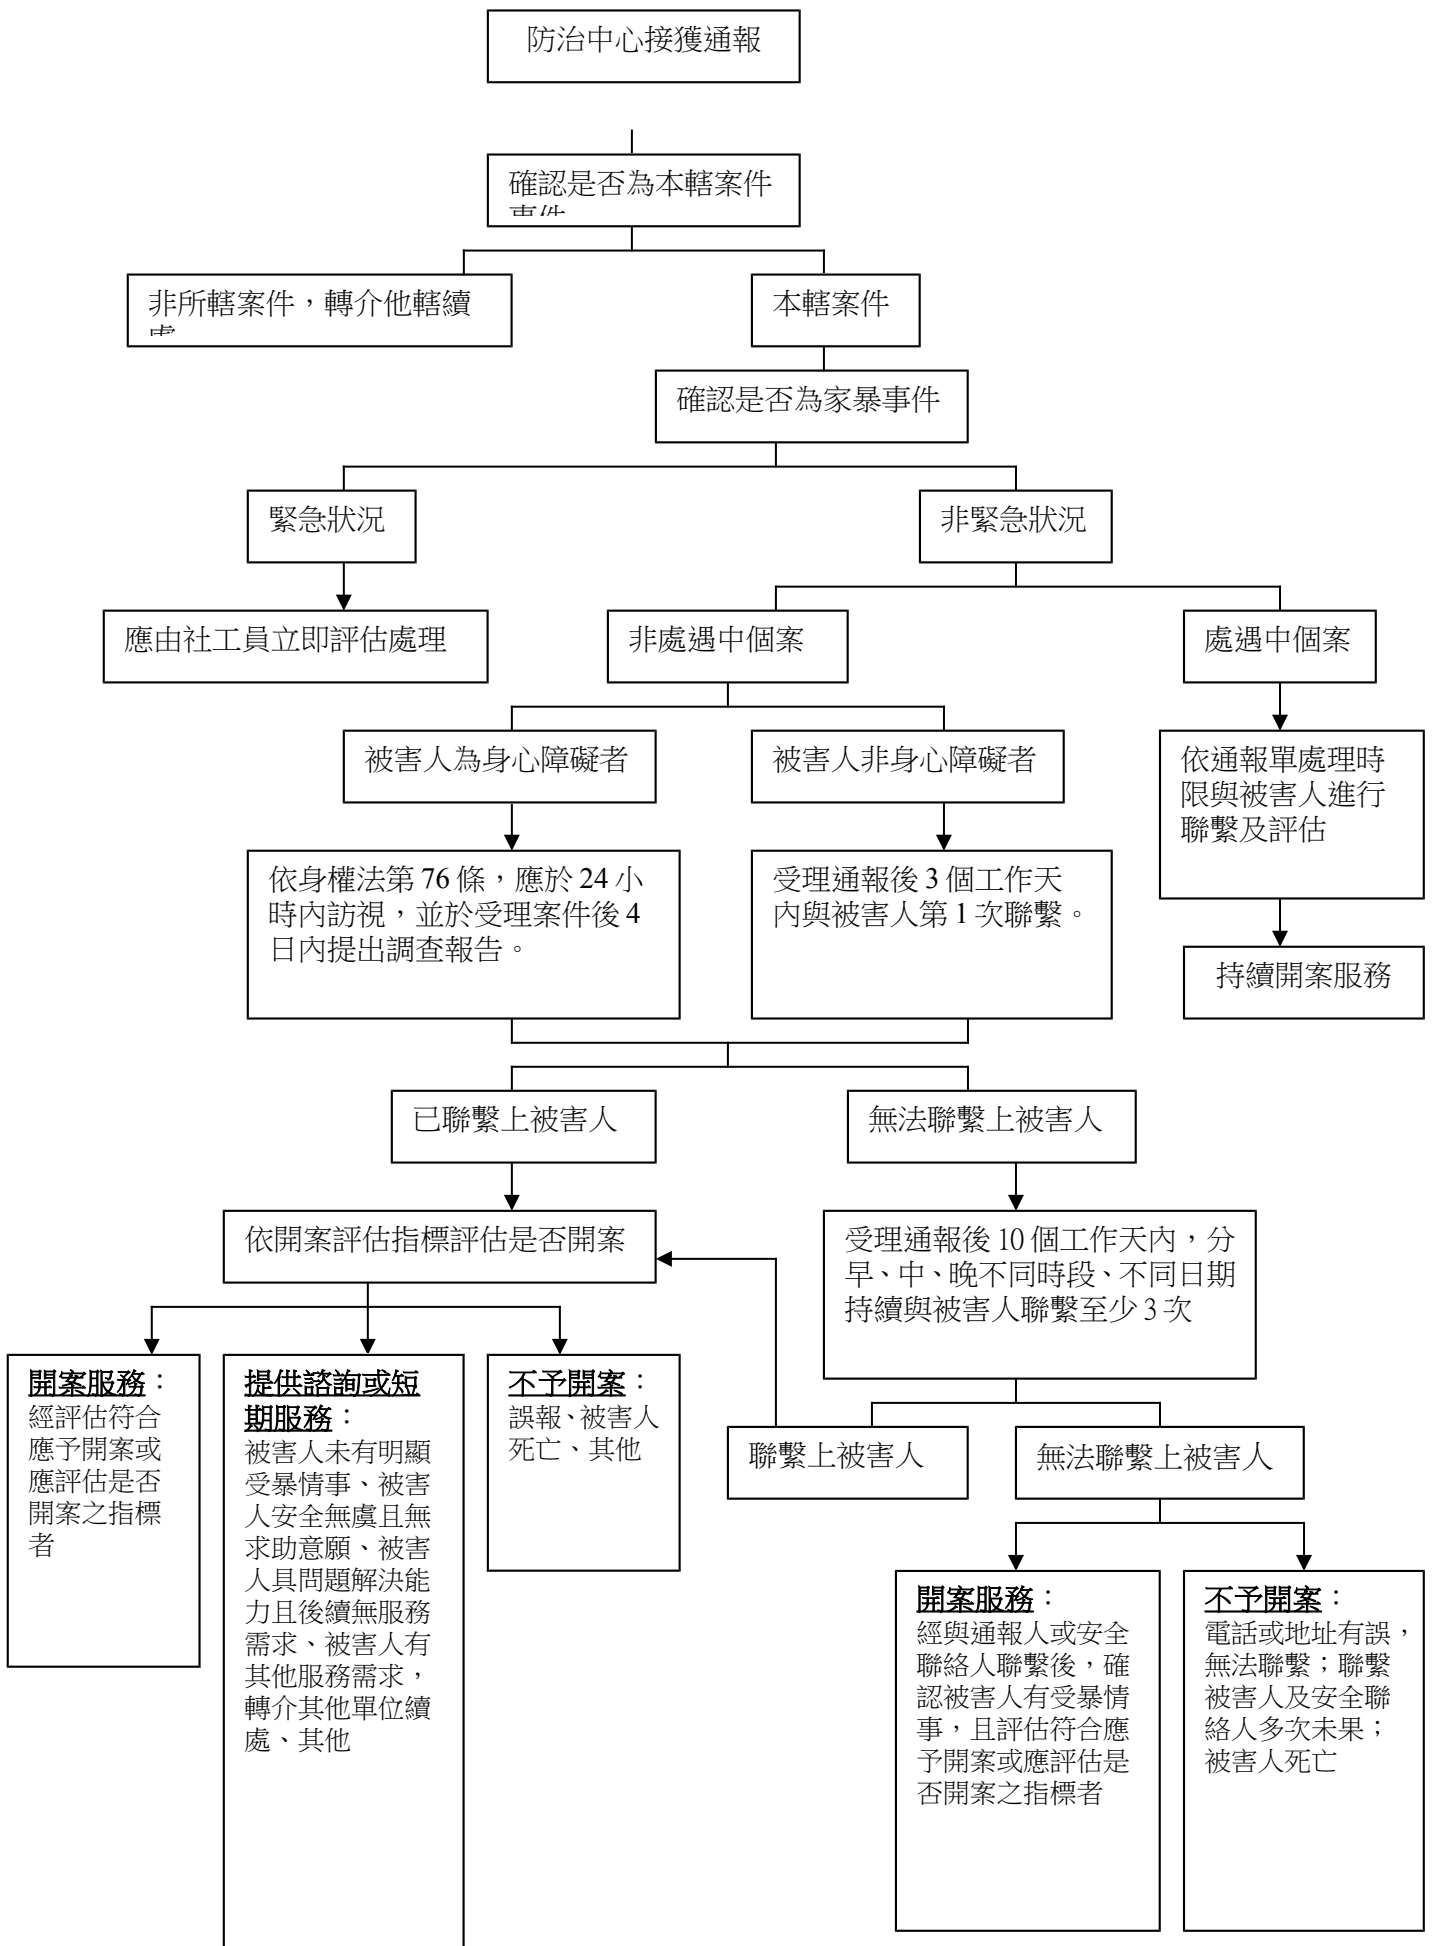 防治中心接獲通報
確認是否為本轄案件
非所轄案件，轉介他轄續
本轄案件
確認是否為家暴事件
緊急狀況
非緊急狀況
應由社工員立即評估處理
非處遇中個案
處遇中個案
被害人為身心障礙者
被害人非身心障礙者
依通報單處理時
限與被害人進行
聯繫及評估
依身權法第 76 條，應於 24 小
時內訪視，並於受理案件後 4
日內提出調查報告。
受理通報後 3 個工作天
內與被害人第 1 次聯繫。
持續開案服務
已聯繫上被害人
無法聯繫上被害人
依開案評估指標評估是否開案
受理通報後 10 個工作天內，分
早、中、晚不同時段、不同日期
持續與被害人聯繫至少 3 次
開案服務：
經評估符合
應予開案或
應評估是否
開案之指標
者
提供諮詢或短
期服務：
被害人未有明顯
受暴情事、被害
人安全無虞且無
求助意願、被害
人具問題解決能
力且後續無服務
需求、被害人有
其他服務需求，
轉介其他單位續
處、其他
不予開案：
誤報、被害人
死亡、其他
聯繫上被害人
無法聯繫上被害人
開案服務：
經與通報人或安全
聯絡人聯繫後，確
認被害人有受暴情
事，且評估符合應
予開案或應評估是
否開案之指標者
不予開案：
電話或地址有誤，
無法聯繫；聯繫
被害人及安全聯
絡人多次未果；
被害人死亡